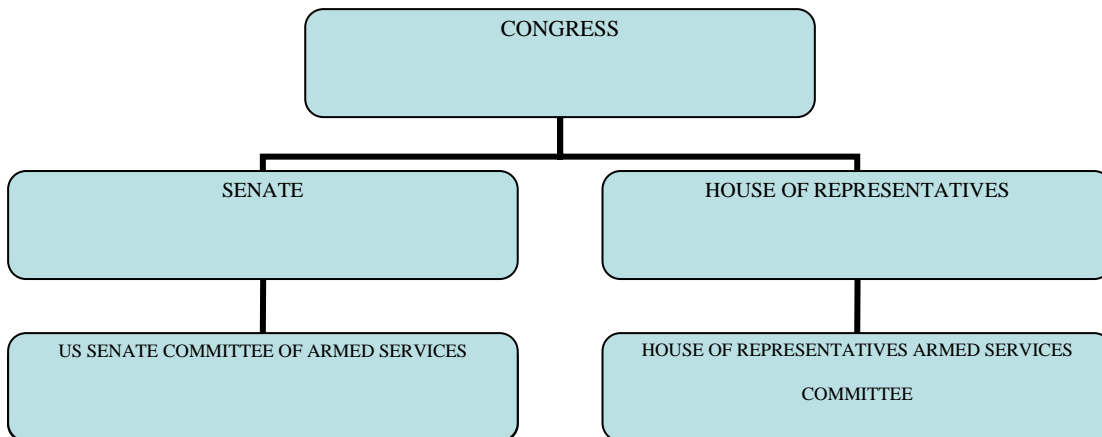 CONGRESS
SENATE
HOUSE OF REPRESENTATIVES
US SENATE COMMITTEE OF ARMED SERVICES
HOUSE OF REPRESENTATIVES ARMED SERVICES
COMMITTEE